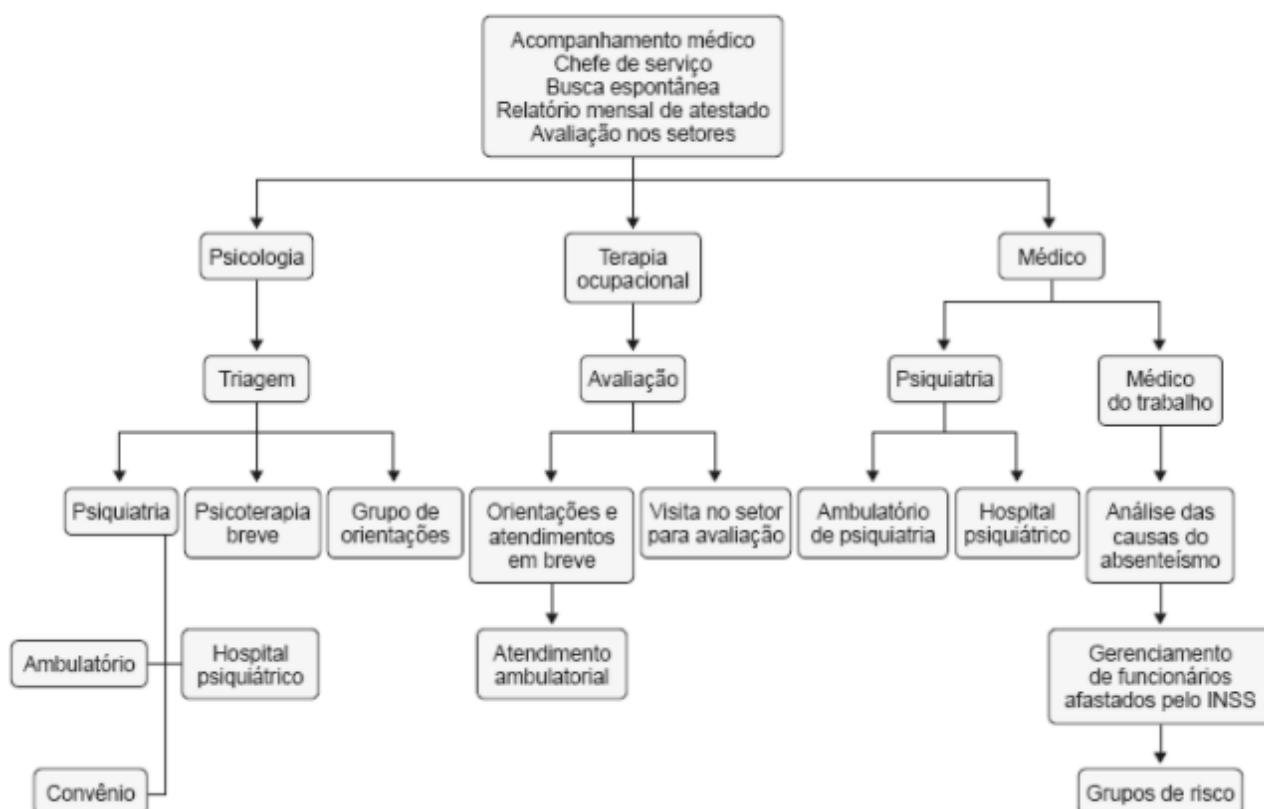 Acompanhamento médico
Chefe de serviço
Busca espontânea
Relatório mensal de atestado
Avaliação nos setores
Psicologia
Terapia
ocupacional
Médico
Triagem
Avaliação
Psiquiatria
Médico
do trabalho
Psiquiatria
Psicoterapia
breve
Grupo de
orientações
Orientações e
atendimentos
em breve
Visita no setor
para avaliação
Ambulatório
de psiquiatria
Hospital
psiquiátrico
Análise das
causas do
absenteísmo
Ambulatório
Hospital
psiquiátrico
Atendimento
ambulatorial
Gerenciamento
de funcionários
afastados pelo INSS
Convênio
Grupos de risco